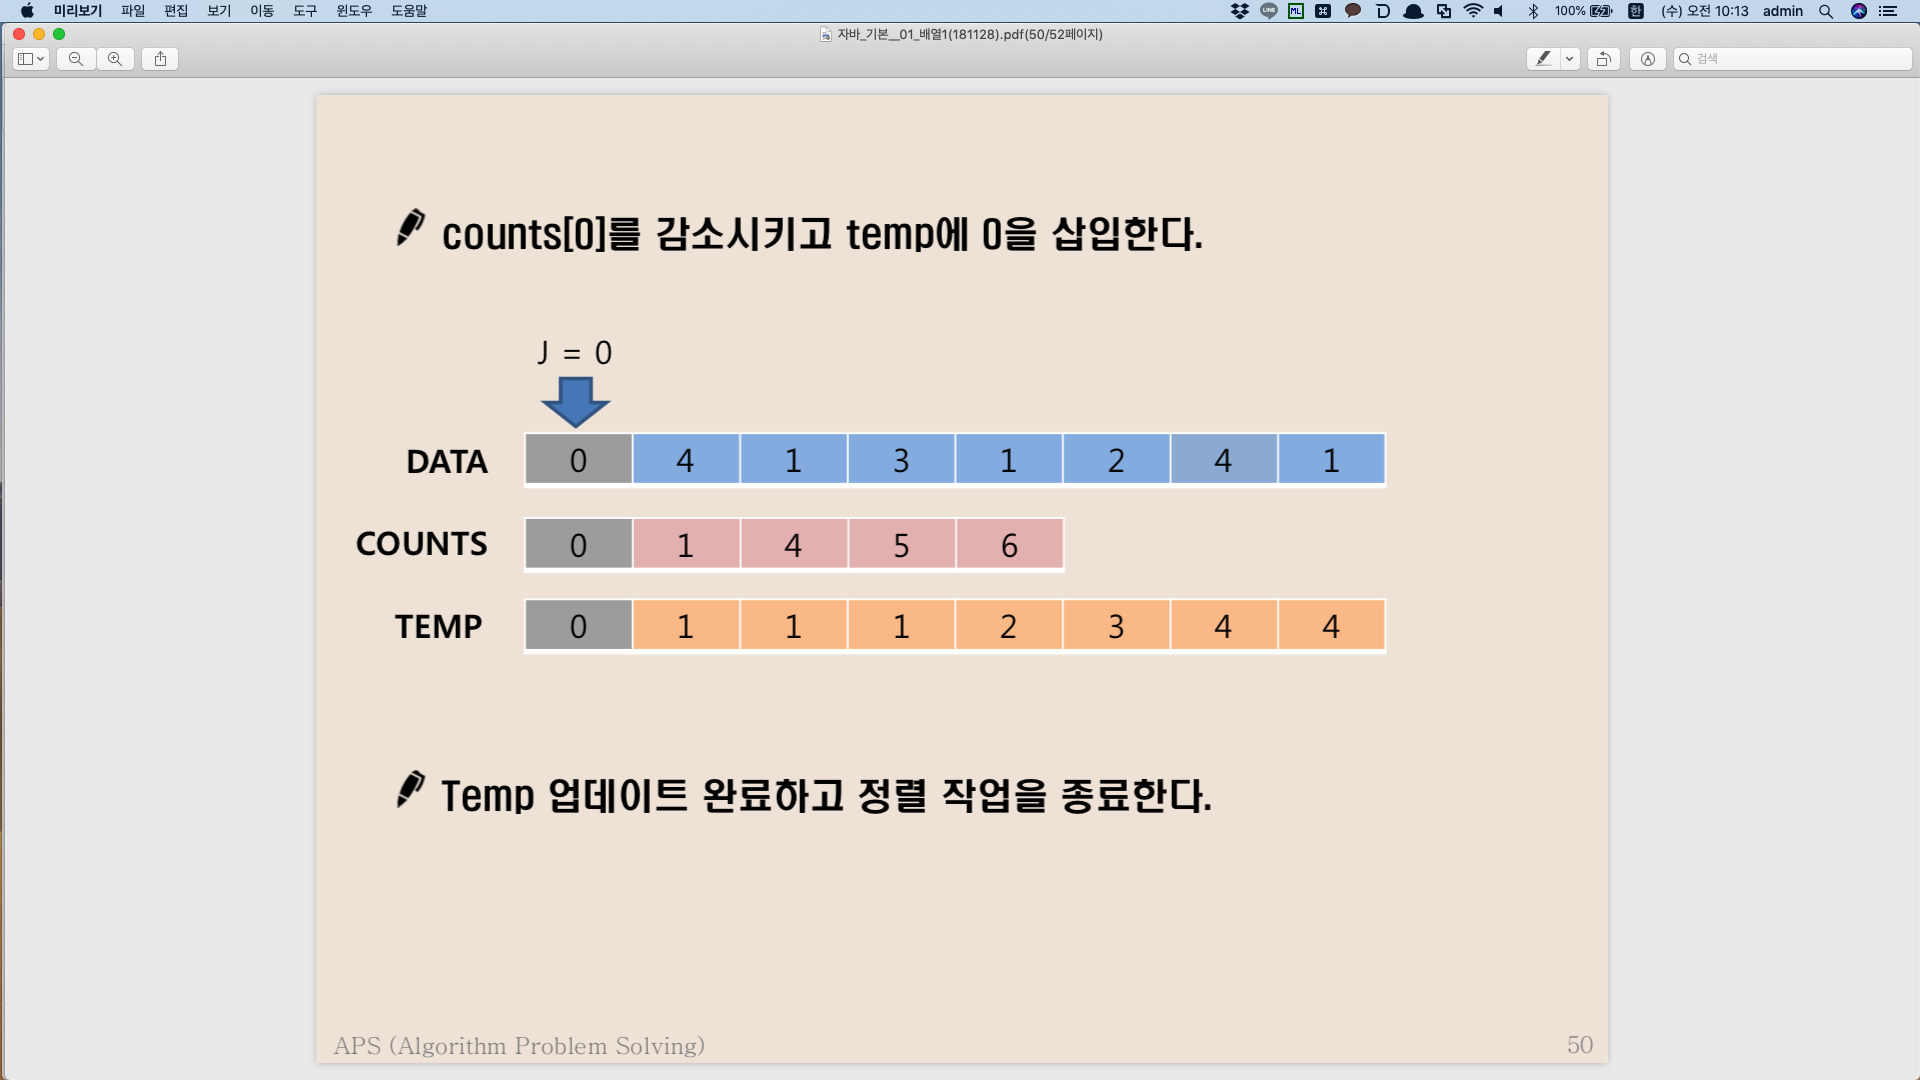 미리보기 파일 편집 보기 이동 도구 윈도우 도움말 LINE ML 100% 한 (수) 오전 10:13 admin
자바_기본__01_배열1(181128).pdf(50/52페이지)
검색
counts[0]를 감소시키고 temp에 0을 삽입한다.
J = 0
DATA 0 4 1 3 1 2 4 1
COUNTS 0 1 4 5 6
TEMP 0 1 1 1 2 3 4 4
Temp 업데이트 완료하고 정렬 작업을 종료한다.
APS (Algorithm Problem Solving) 50